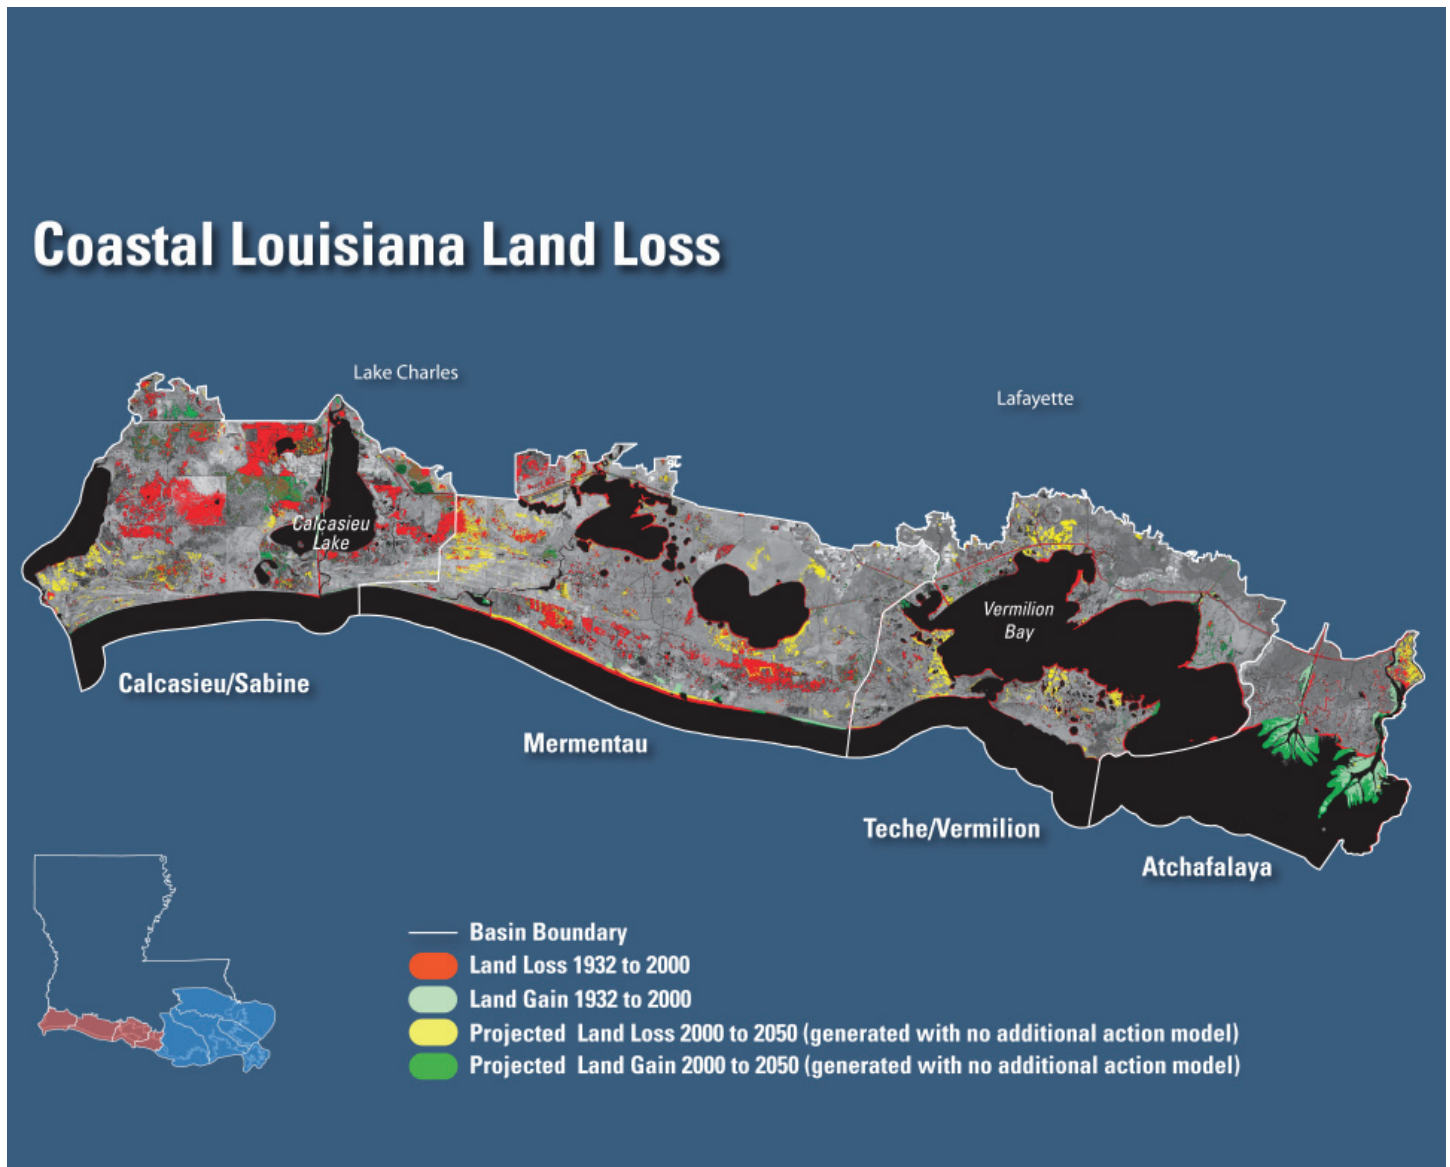 Coastal Louisiana Land Loss
Lake Charles
Lafayette
Calcasieu
Lake
Vermilion
Bay
Calcasieu/Sabine
Mermentau
Teche/Vermilion
Atchafalaya
Basin Boundary
Land Loss 1932 to 2000
Land Gain 1932 to 2000
Projected Land Loss 2000 to 2050 (generated with no additional action model)
Projected Land Gain 2000 to 2050 (generated with no additional action model)